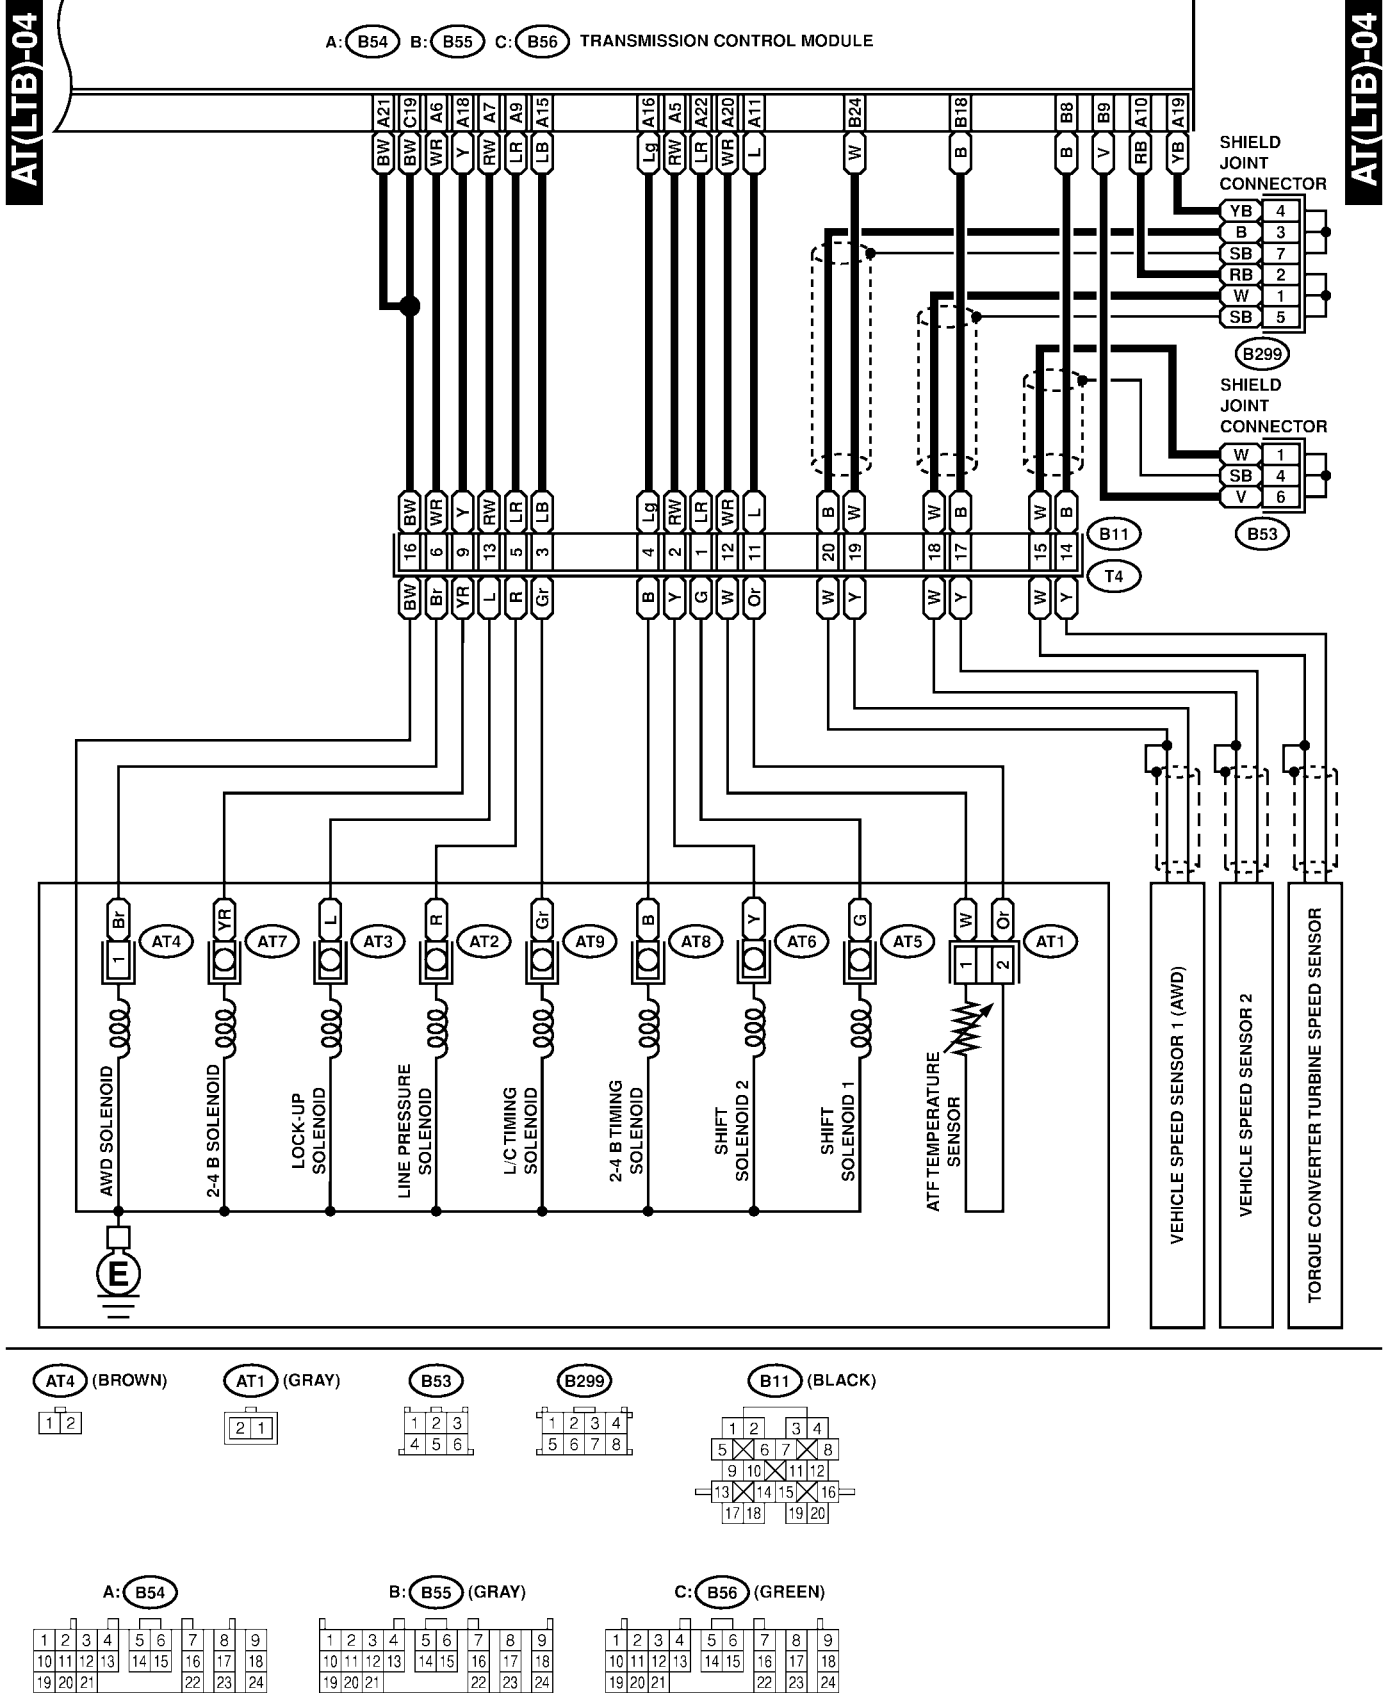 AT(LTB)-04
AT(LTB)-04
A: B54 B: B55 C: B56 TRANSMISSION CONTROL MODULE
A21 C19 A6 A18 A7 A9 A15 A16 A5 A22 A20 A11 B24 B18 B8 B9 A10 A19
BW BW WR Y RW LR LB Lg RW LR WR L W B B V RB YB
SHIELD
JOINT
CONNECTOR
YB 4
B 3
SB 7
RB 2
W 1
SB 5
B299
SHIELD
JOINT
CONNECTOR
W 1
SB 4
V 6
B53
BW WR Y RW LR LB Lg RW LR WR L B W W B W B
16 6 9 13 5 3 4 2 1 12 11 20 19 18 17 15 14
B11
T4
BW Br YR L R Gr B Y G W Or W Y W Y W Y
Br YR L R Gr B Y G W Or
AT4 AT7 AT3 AT2 AT9 AT8 AT6 AT5 AT1
1 1 2
AWD SOLENOID
2-4 B SOLENOID
LOCK-UP
SOLENOID
LINE PRESSURE
SOLENOID
L/C TIMING
SOLENOID
2-4 B TIMING
SOLENOID
SHIFT
SOLENOID 2
SHIFT
SOLENOID 1
ATF TEMPERATURE
SENSOR
VEHICLE SPEED SENSOR 1 (AWD)
VEHICLE SPEED SENSOR 2
TORQUE CONVERTER TURBINE SPEED SENSOR
E
AT4 (BROWN)
1 2
AT1 (GRAY)
2 1
B53
1 2 3
4 5 6
B299
1 2 3 4
5 6 7 8
B11 (BLACK)
1 2 3 4
5 6 7 8
9 10 11 12
13 14 15 16
17 18 19 20
A: B54
1 2 3 4 5 6 7 8 9
10 11 12 13 14 15 16 17 18
19 20 21 22 23 24
B: B55 (GRAY)
1 2 3 4 5 6 7 8 9
10 11 12 13 14 15 16 17 18
19 20 21 22 23 24
C: B56 (GREEN)
1 2 3 4 5 6 7 8 9
10 11 12 13 14 15 16 17 18
19 20 21 22 23 24